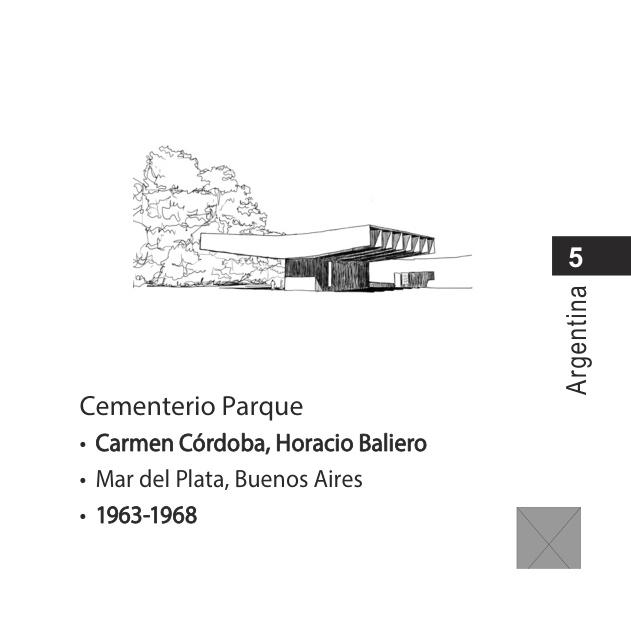 5
Argentina
Cementerio Parque
• Carmen Córdoba, Horacio Baliero
• Mar del Plata, Buenos Aires
• 1963-1968